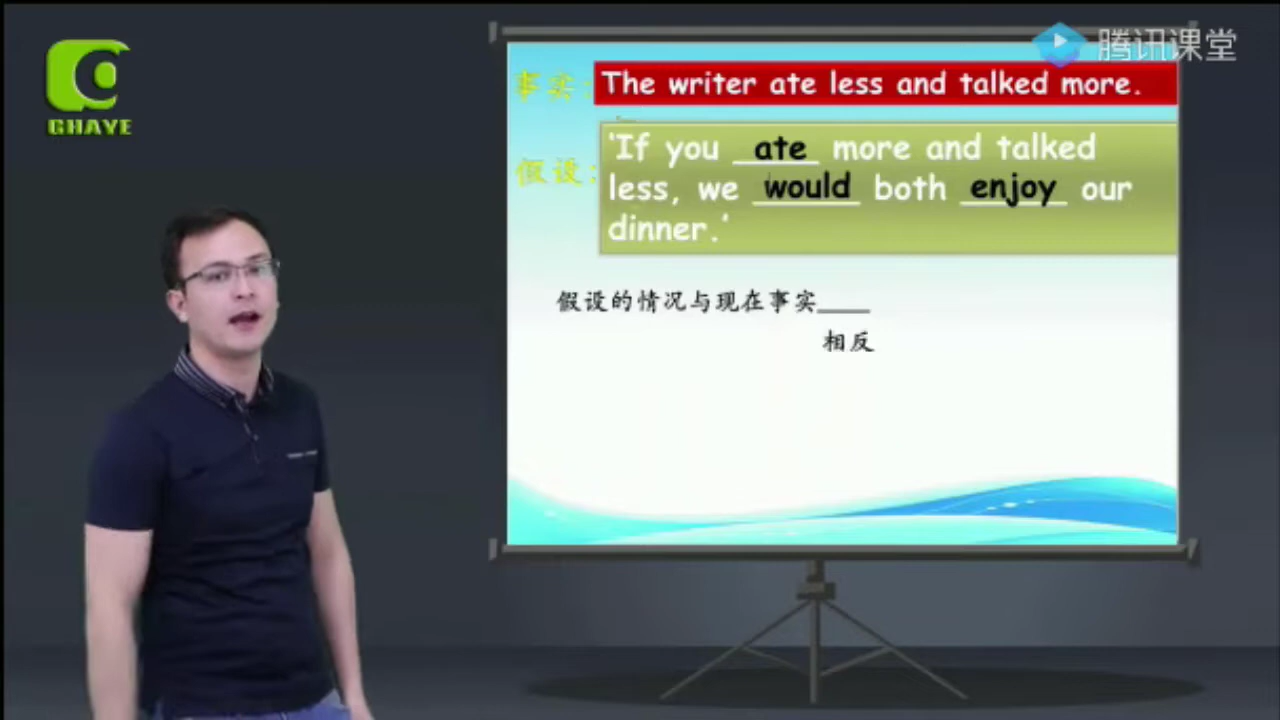 GHAYE
腾讯课堂
事实: The writer ate less and talked more.
假设: 'If you ate more and talked
less, we would both enjoy our
dinner.'
假设的情况与现在事实____
相反